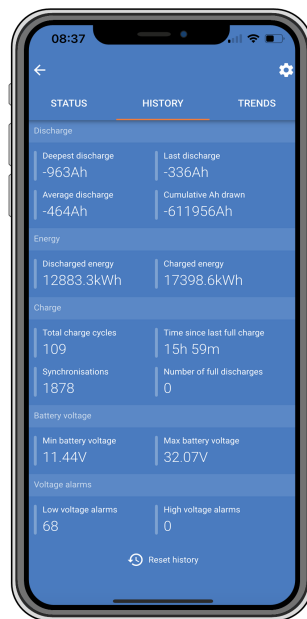 08:37
STATUS HISTORY TRENDS
Discharge
Deepest discharge Last discharge
-963Ah -336Ah
Average discharge Cumulative Ah drawn
-464Ah -611956Ah
Energy
Discharged energy Charged energy
12883.3kWh 17398.6kWh
Charge
Total charge cycles Time since last full charge
109 15h 59m
Synchronisations Number of full discharges
1878 0
Battery voltage
Min battery voltage Max battery voltage
11.44V 32.07V
Voltage alarms
Low voltage alarms High voltage alarms
68 0
Reset history